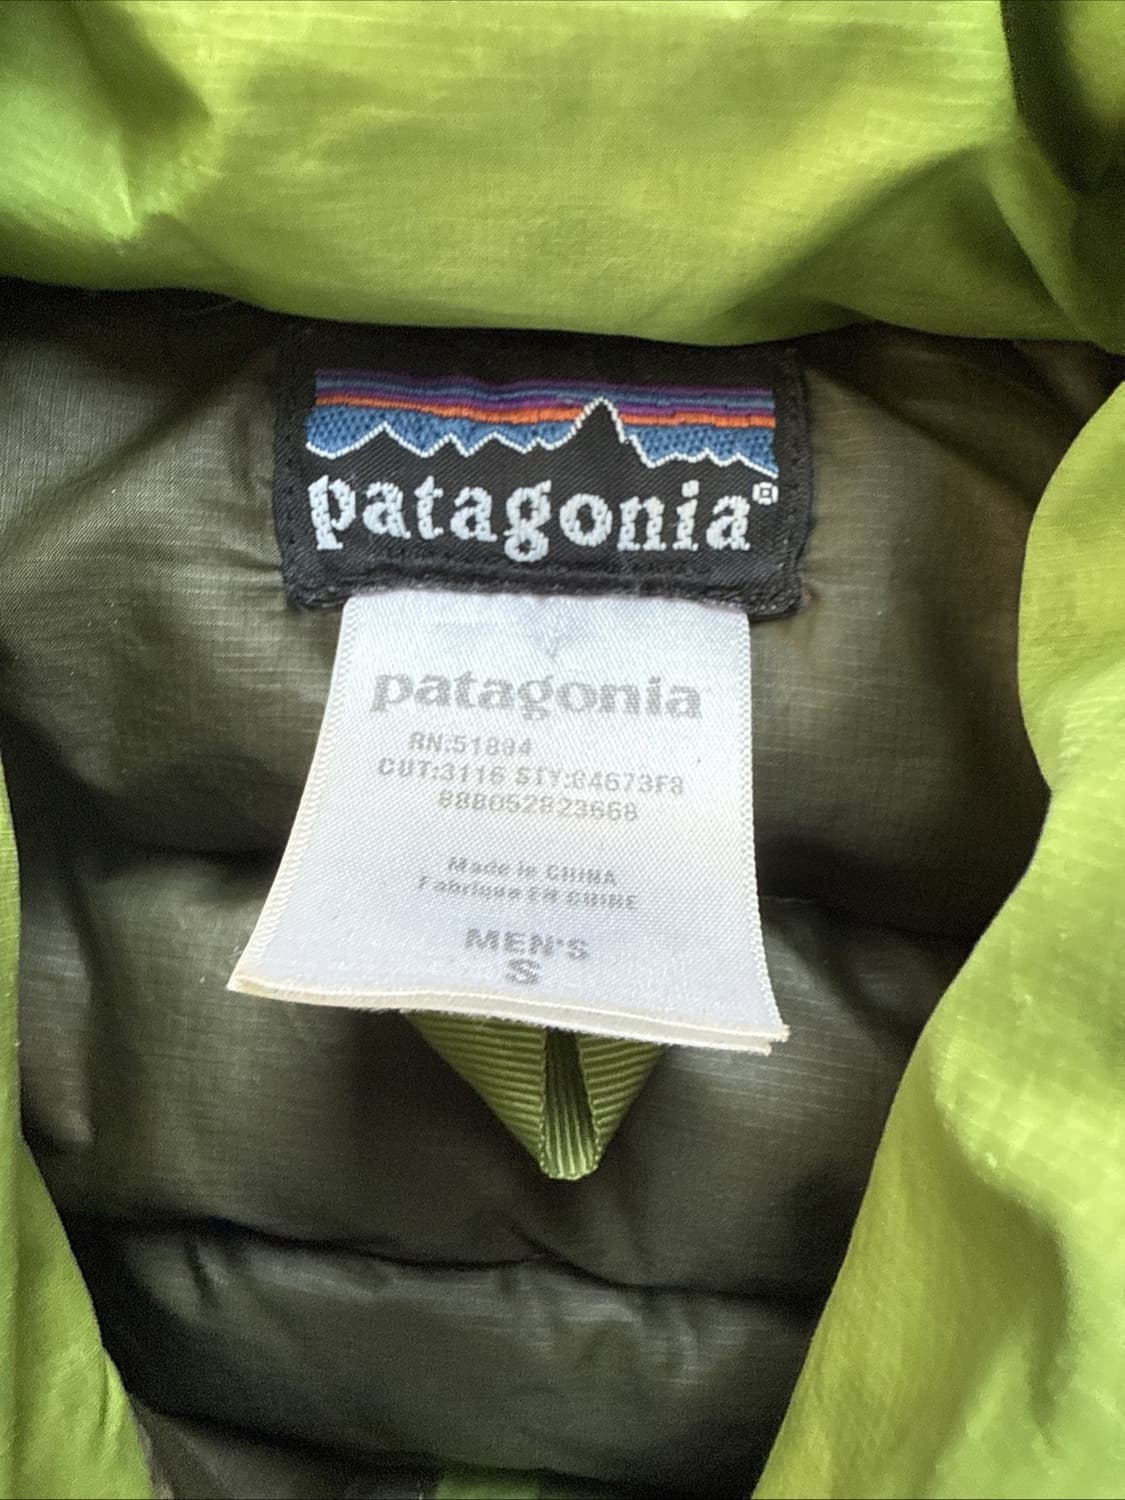 patagonia®
patagonia
RN:51884
CUT:3116 STY:84673F8
888052823668
Made in CHINA
Fabriqué EN CHINE
MEN'S
S